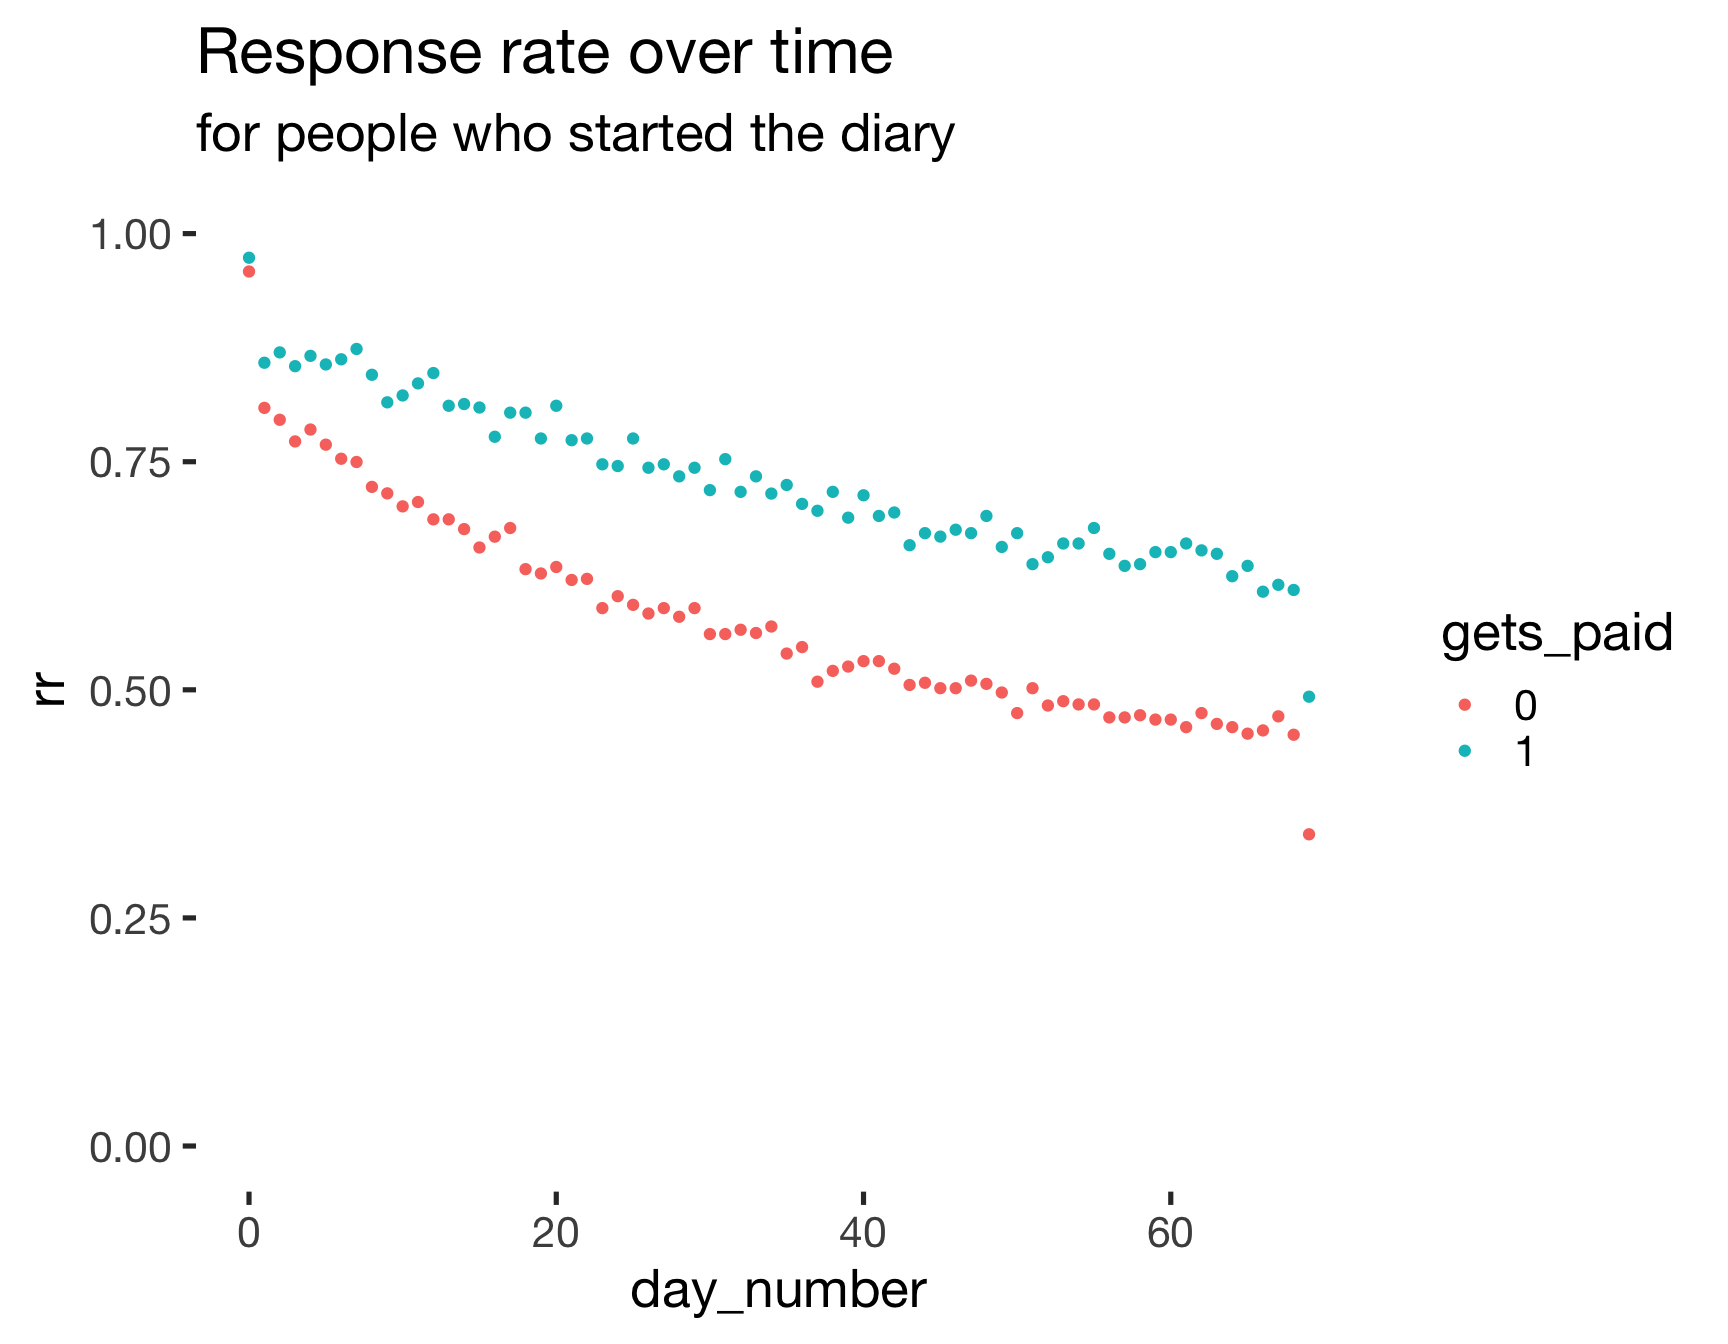 Response rate over time
for people who started the diary
1.00
0.75
0.50
0.25
0.00
rr
0 20 40 60
day_number
gets_paid
0
1